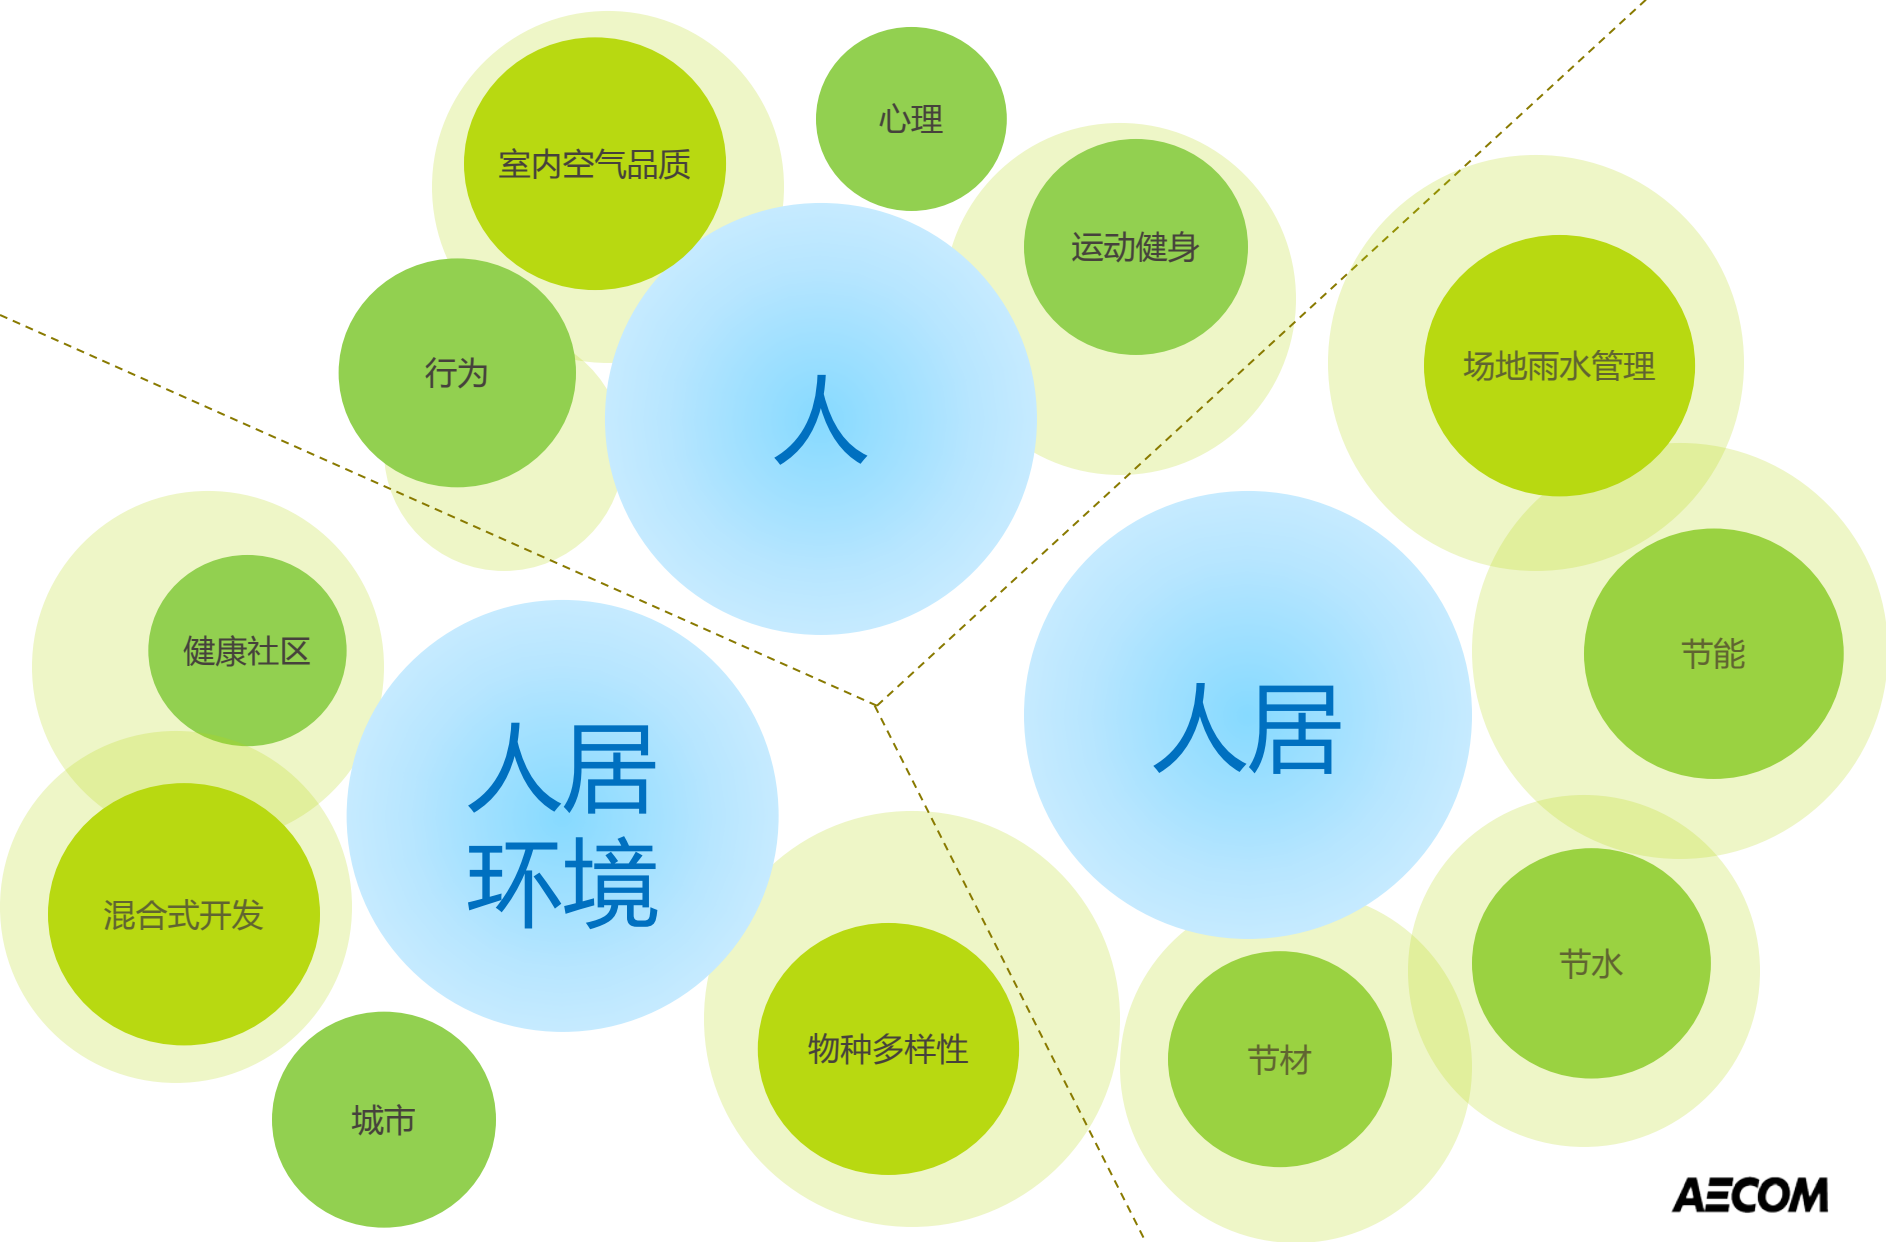 心理
室内空气品质
运动健身
行为
人
场地雨水管理
节能
健康社区
人居
人居
环境
混合式开发
节水
物种多样性
节材
城市
AECOM